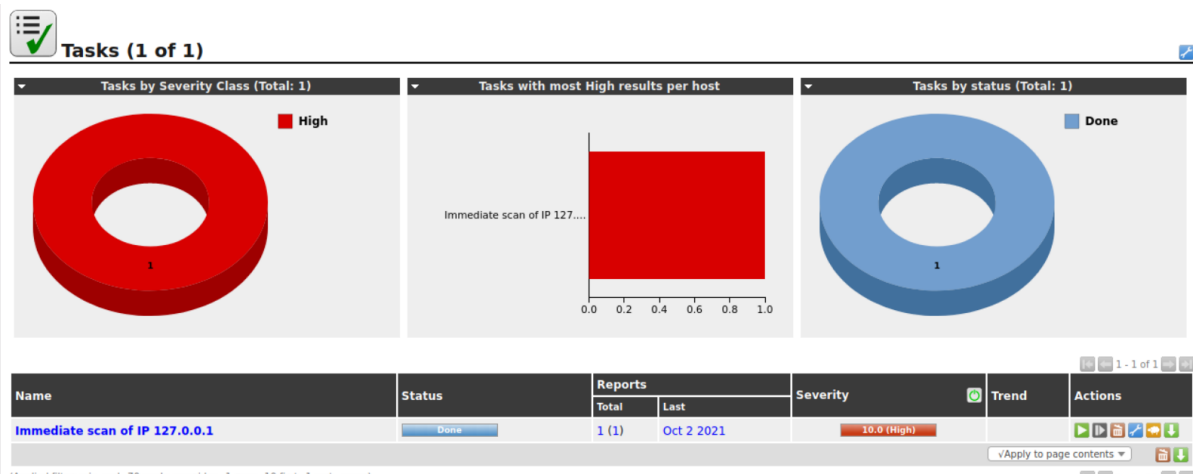 Tasks (1 of 1)
Tasks by Severity Class (Total: 1)
High
1
Tasks with most High results per host
Immediate scan of IP 127....
0.0 0.2 0.4 0.6 0.8 1.0
Tasks by status (Total: 1)
Done
1
1 - 1 of 1
Name Status Reports Severity Trend Actions
Total Last
Immediate scan of IP 127.0.0.1 Done 1 (1) Oct 2 2021 10.0 (High)
√Apply to page contents